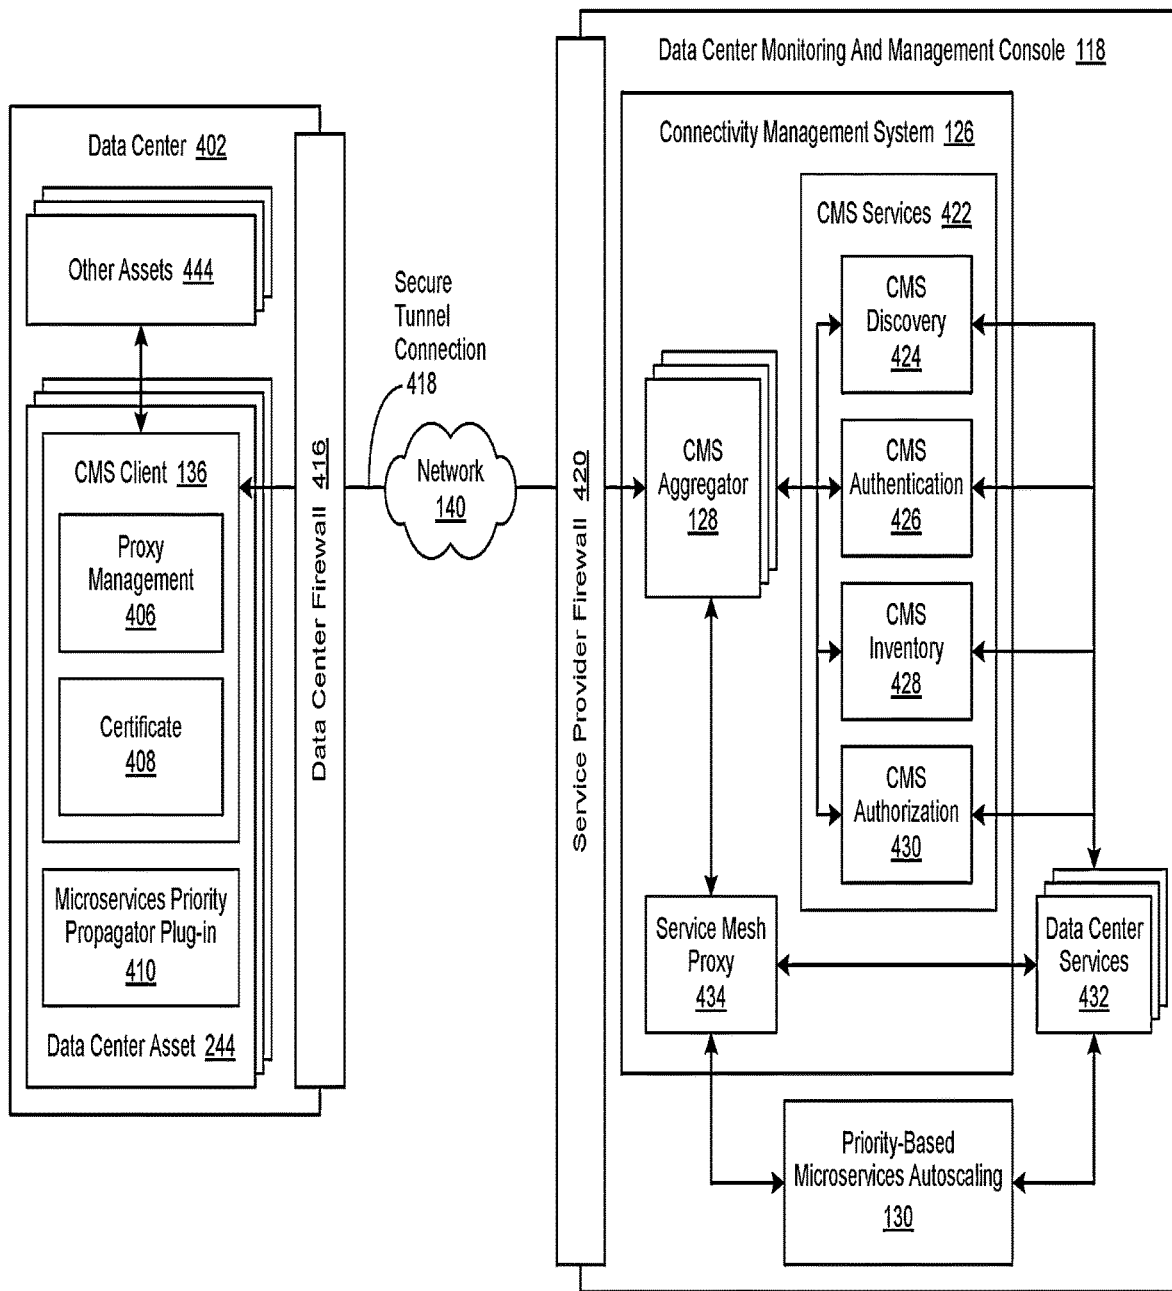 Data Center Monitoring And Management Console 118
Connectivity Management System 126
Data Center 402
CMS Services 422
Other Assets 444
Secure
Tunnel
Connection
418
CMS
Discovery
424
CMS Client 136
Network
140
CMS
Aggregator
128
CMS
Authentication
426
Proxy
Management
406
Data Center Firewall 416
Service Provider Firewall 420
CMS
Inventory
428
Certificate
408
CMS
Authorization
430
Microservices Priority
Propagator Plug-in
410
Service Mesh
Proxy
434
Data Center
Services
432
Data Center Asset 244
Priority-Based
Microservices Autoscaling
130